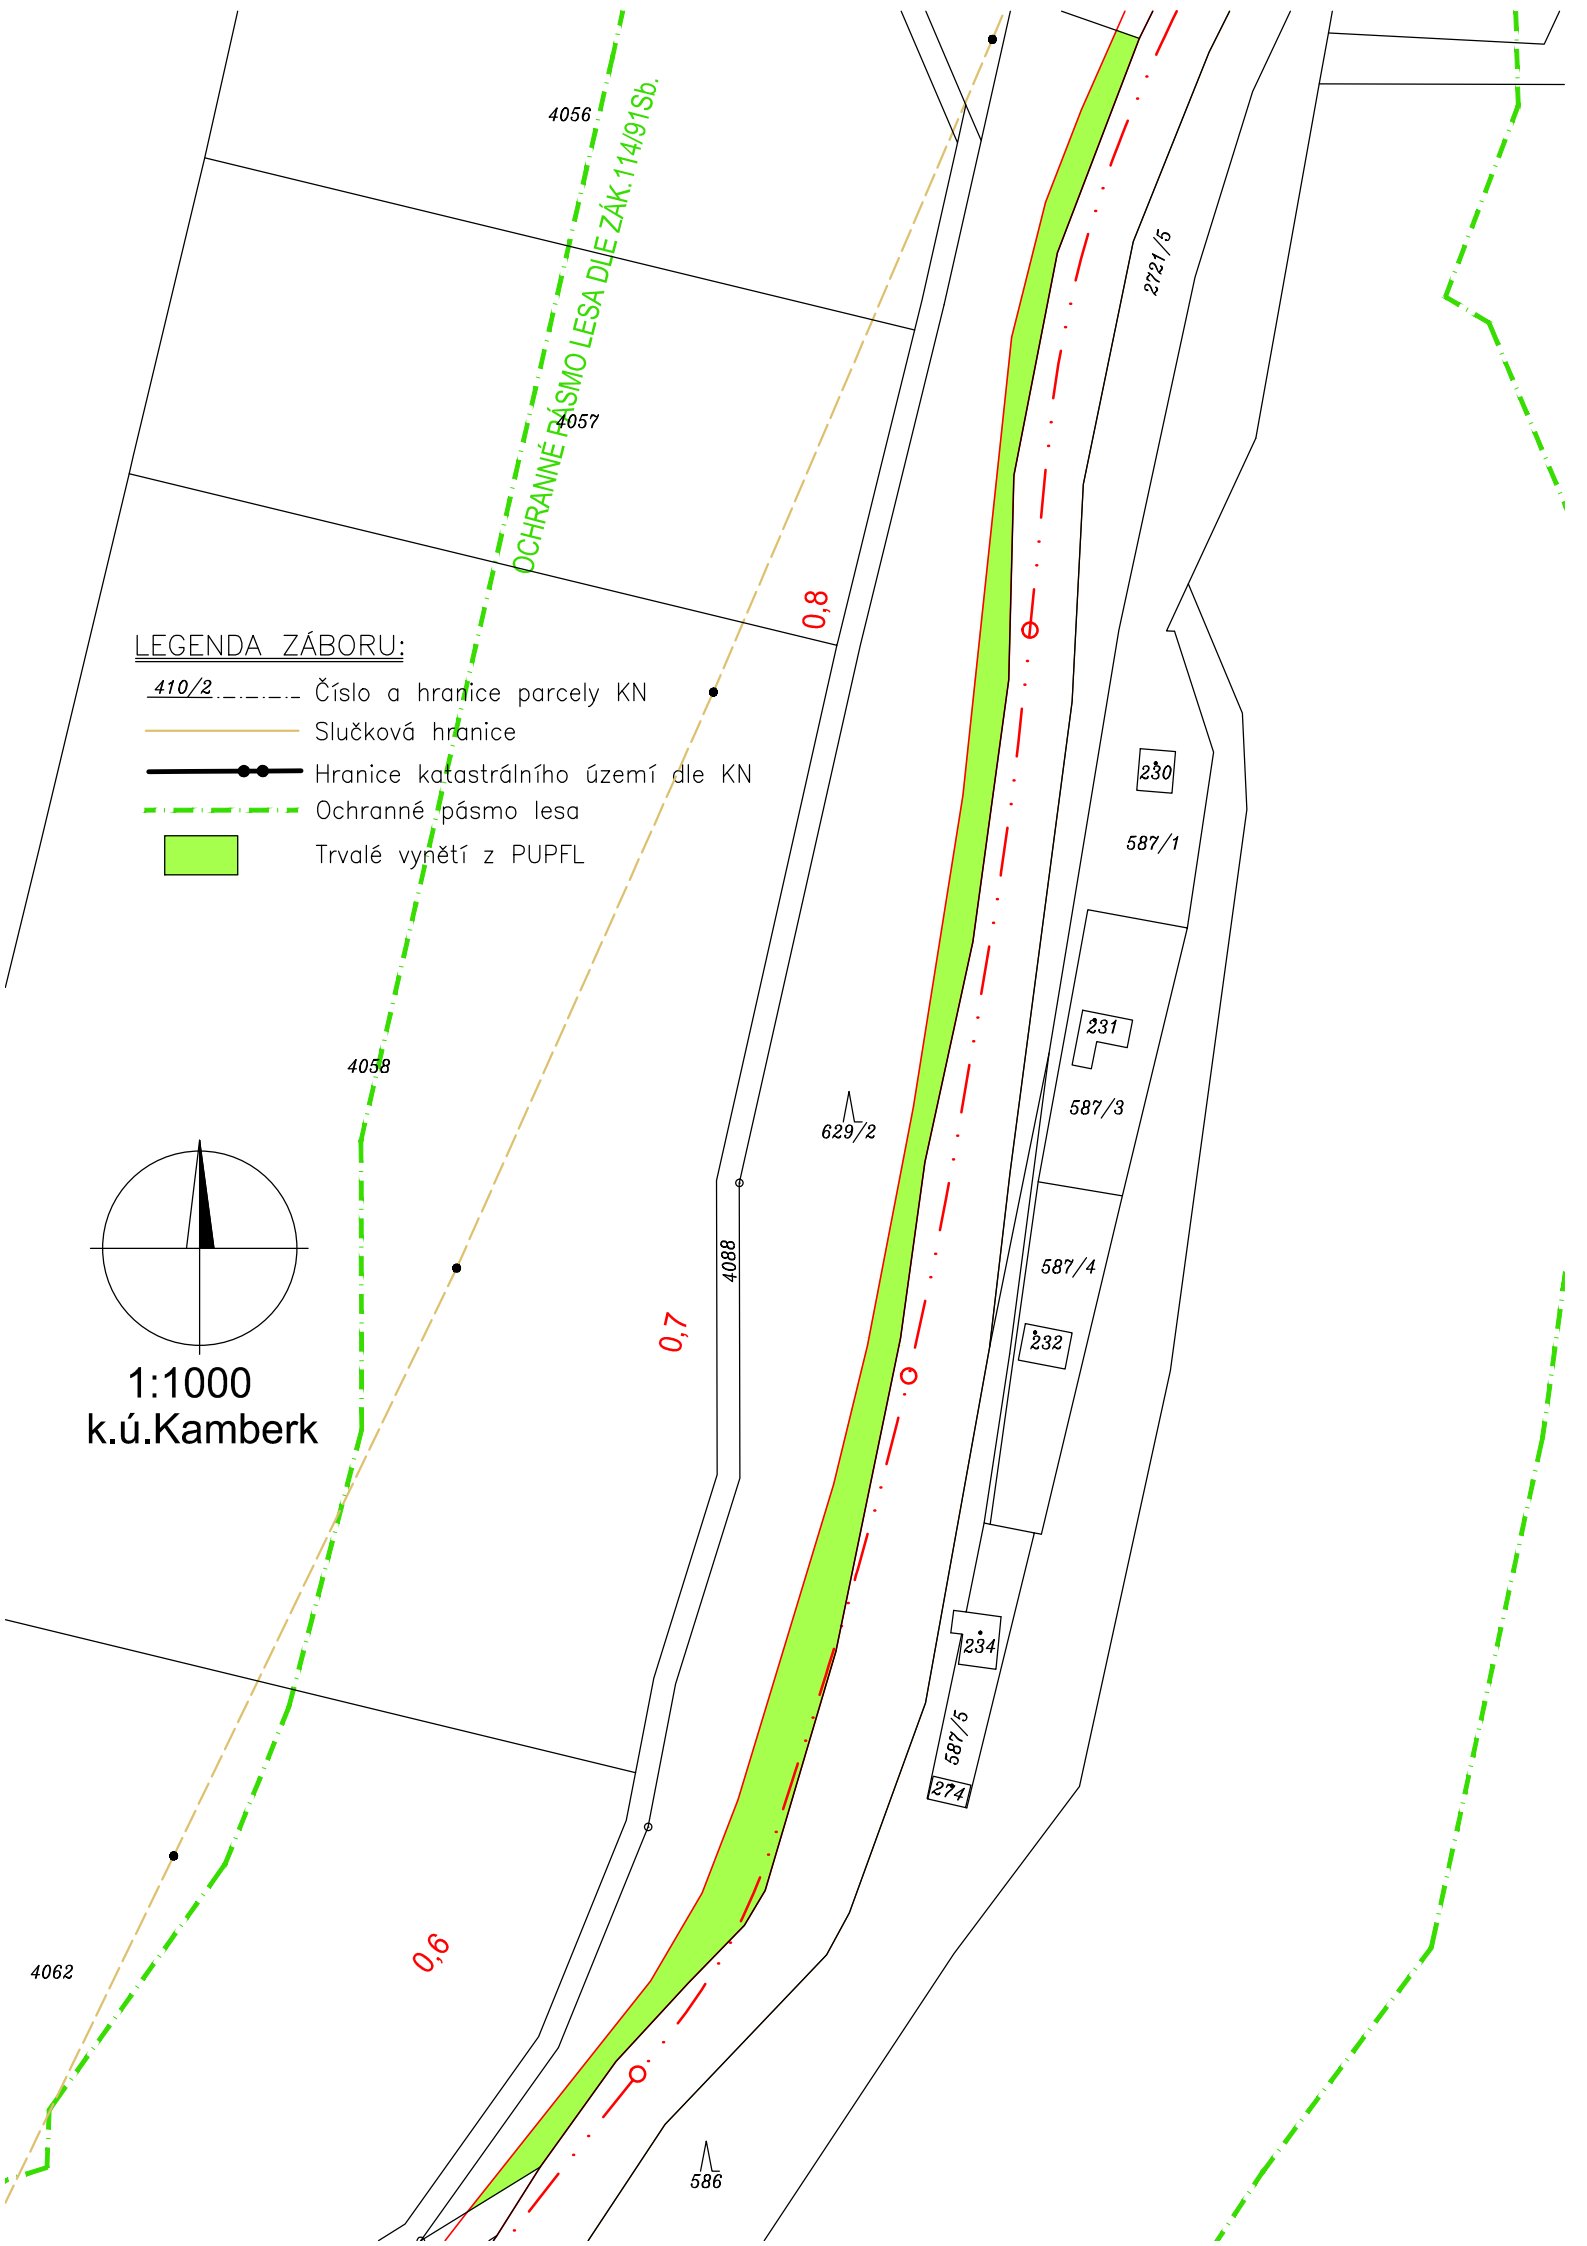 4056
OCHRANNÉ PÁSMO LESA DLE ZÁK.114/91Sb.
2721/5
4057
0,8
LEGENDA ZÁBORU:
410/2 Číslo a hranice parcely KN
Slučková hranice
Hranice katastrálního území dle KN
Ochranné pásmo lesa
Trvalé vynětí z PUPFL
230
587/1
231
4058
587/3
629/2
4088
587/4
0,7
232
1:1000
k.ú.Kamberk
234
587/5
274
0,6
4062
586